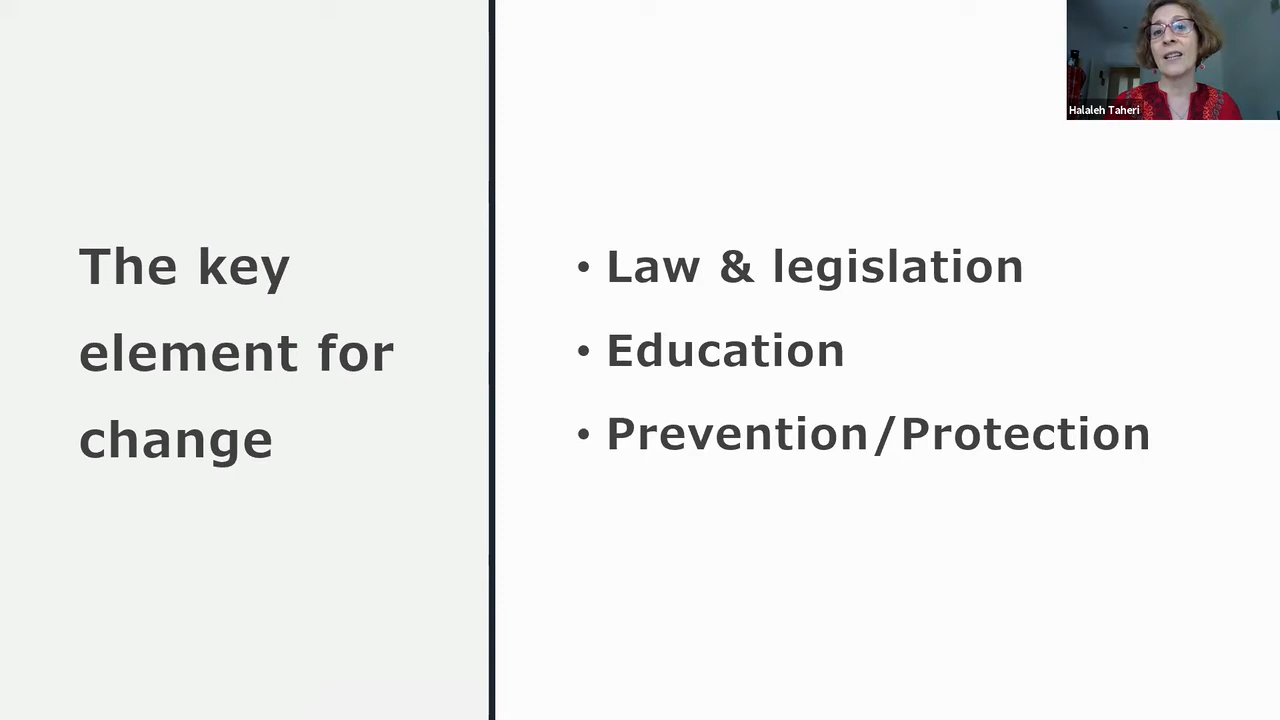 The key
element for
change
• Law & legislation
• Education
• Prevention/Protection
Halaleh Taheri